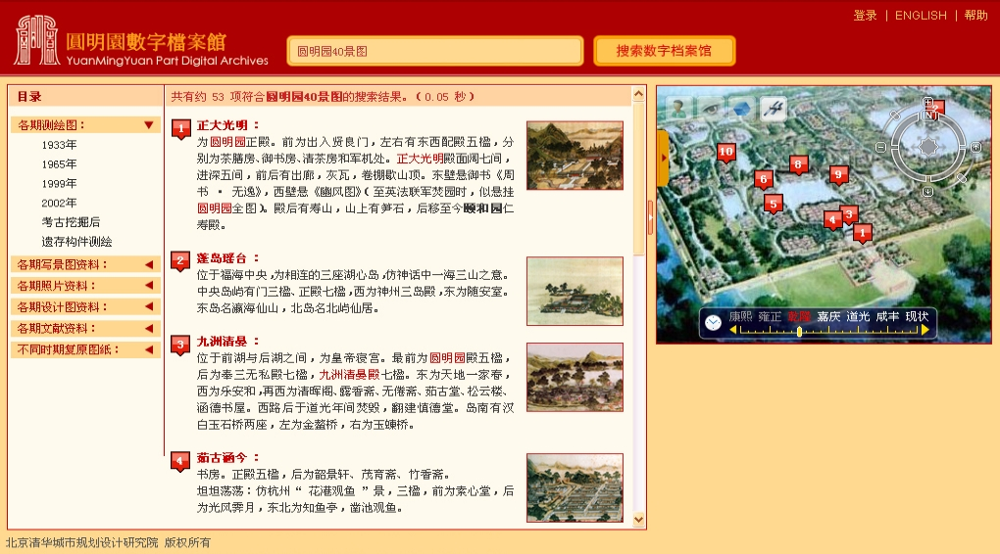 登录 | ENGLISH | 帮助
圓明園數字檔案館
YuanMingYuan Part Digital Archives
圆明园40景图
搜索数字档案馆
目录
各期测绘图：
1933年
1965年
1999年
2002年
考古挖掘后
遗存构件测绘
各期写景图资料：
各期照片资料：
各期设计图资料：
各期文献资料：
不同时期复原图纸：
共有约 53 项符合圆明园40景图的搜索结果。（ 0.05 秒 ）
1 正大光明：
为圆明园正殿。前为出入贤良门，左右有东西配殿五楹，分
别为茶膳房、御书房、清茶房和军机处。正大光明殿面阔七间，
进深五间，前后有出廊，灰瓦，卷棚歇山顶。东壁悬御书《周
书 · 无逸》，西壁悬《豳风图》（ 至英法联军焚园时，似悬挂
圆明园全图 ）。殿后有寿山，山上有笋石，后移至今颐和园仁
寿殿。
2 蓬岛瑶台：
位于福海中央，为相连的三座湖心岛，仿神话中一海三山之意。
中央岛屿有门三楹、正殿七楹，西为神州三岛殿，东为随安室。
东岛名瀛海仙山，北岛名北屿仙居。
3 九洲清晏：
位于前湖与后湖之间，为皇帝寝宫。最前为圆明园殿五楹，
后为奉三无私殿七楹，九洲清晏殿七楹。东为天地一家春，
西为乐安和，再西为清晖阁、露香斋、无倦斋、茹古堂、松云楼、
涵德书屋。西路后于道光年间焚毁，翻建慎德堂。岛南有汉
白玉石桥两座，左为金鳌桥，右为玉蝀桥。
4 茹古涵今：
书房。正殿五楹，后为韶景轩、茂育斋、竹香斋。
坦坦荡荡：仿杭州“ 花港观鱼 ”景，三楹，前为素心堂，后
为光风霁月，东北为知鱼亭，凿池观鱼。
2
N
10
8
9
6
5
3
4
1
康熙 雍正 乾隆 嘉庆 道光 咸丰 现状
北京清华城市规划设计研究院 版权所有